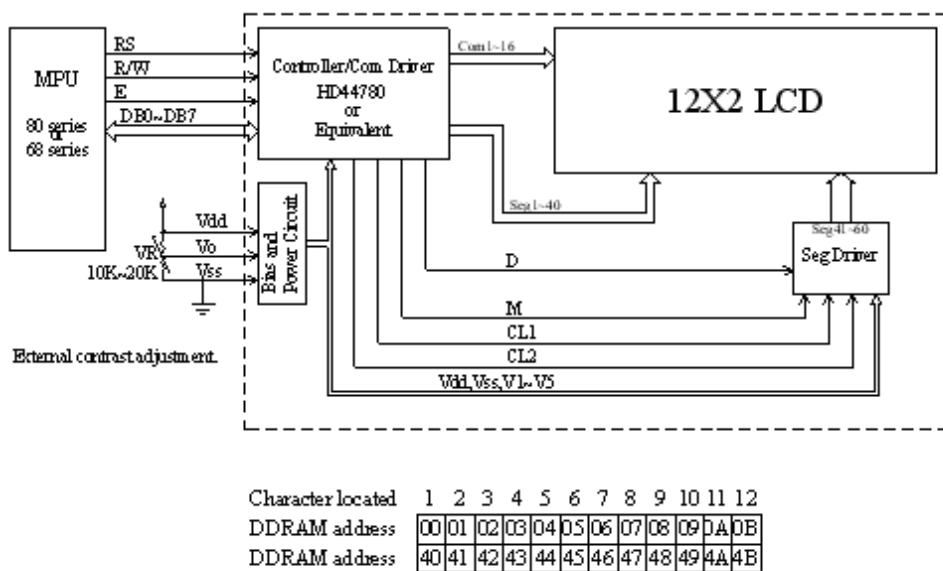 MPU
80 series
or
68 series
RS
R/W
E
DB0~DB7
Controller/Com Driver
HD44780
or
Equivalent
Com1~16
12X2 LCD
Seg1~40
Seg41~60
Seg Driver
Vdd
Vo
VR
10K~20K
Vss
Bias and
Power Circuit
D
M
CL1
CL2
Vdd,Vss,V1~V5
External contrast adjustment.
Character located 1 2 3 4 5 6 7 8 9 10 11 12
DDRAM address 00 01 02 03 04 05 06 07 08 09 0A 0B
DDRAM address 40 41 42 43 44 45 46 47 48 49 4A 4B